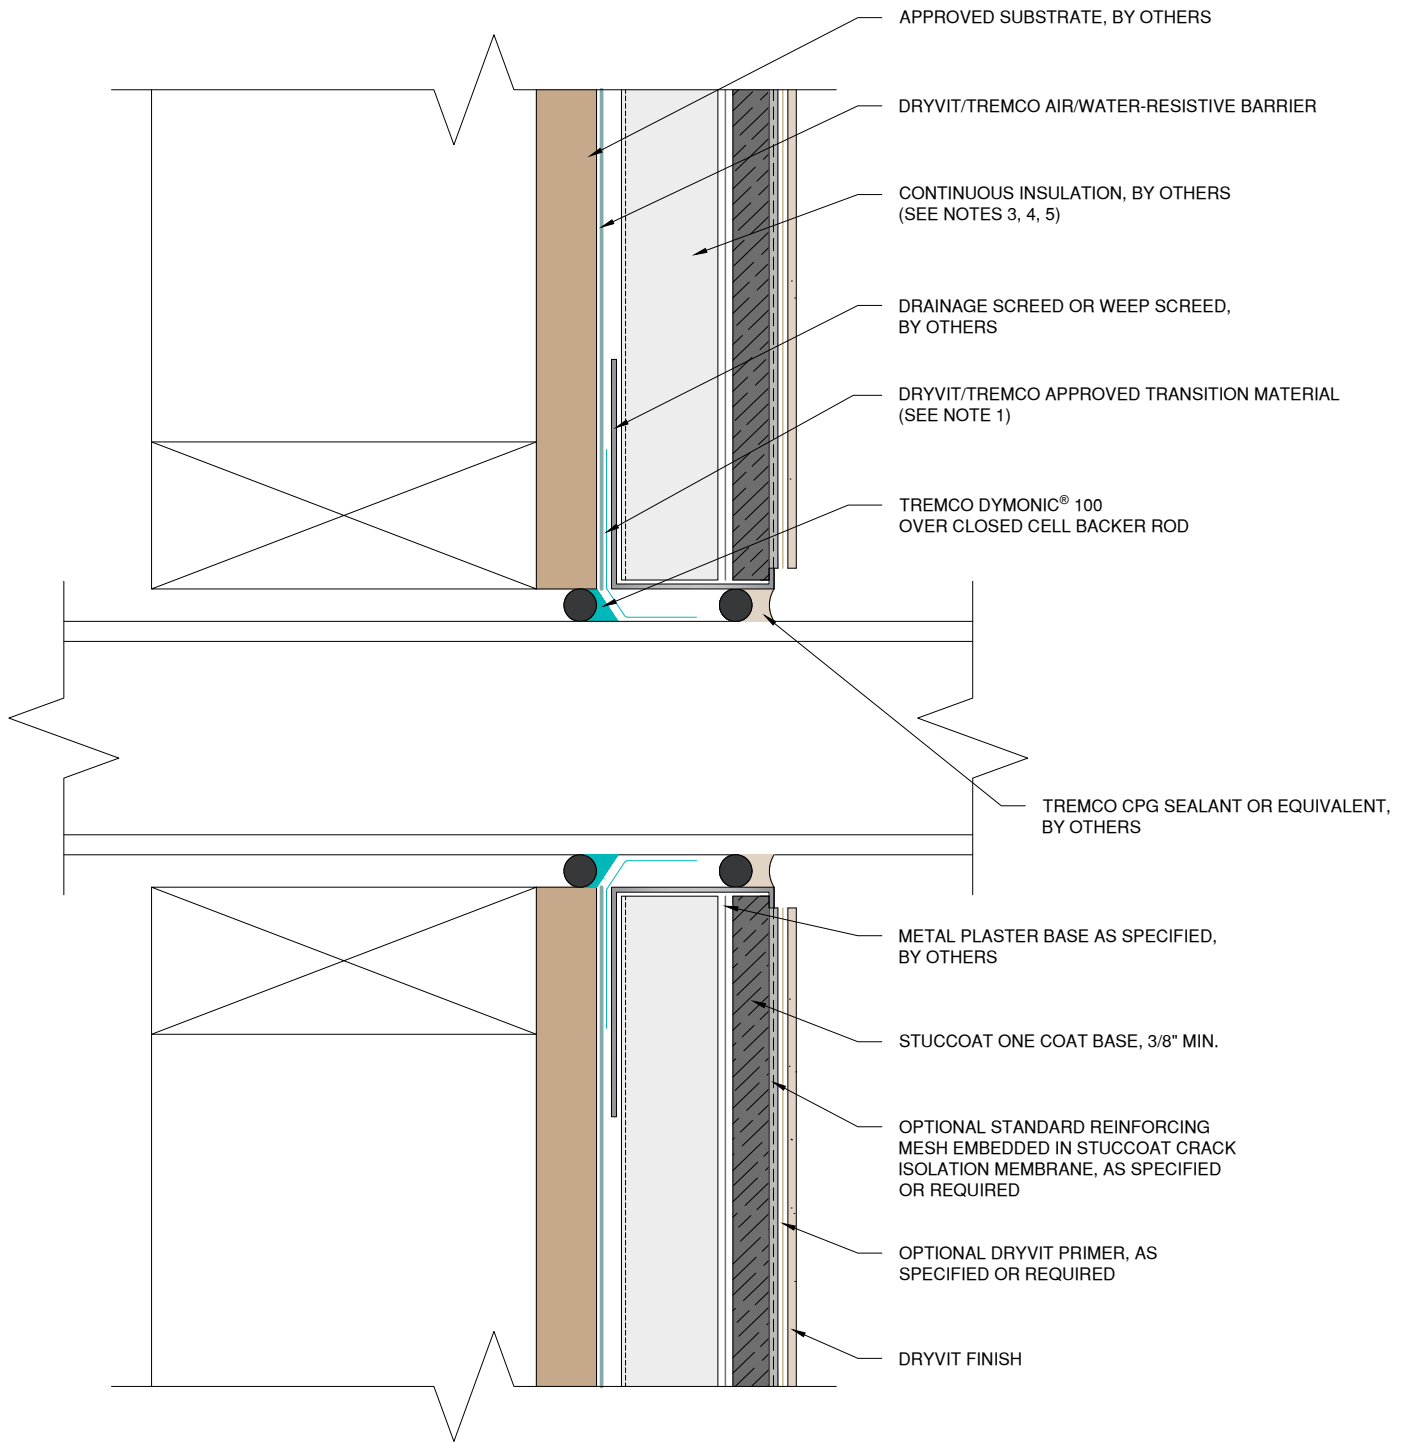 APPROVED SUBSTRATE, BY OTHERS
DRYVIT/TREMCO AIR/WATER-RESISTIVE BARRIER
CONTINUOUS INSULATION, BY OTHERS
(SEE NOTES 3, 4, 5)
DRAINAGE SCREED OR WEEP SCREED,
BY OTHERS
DRYVIT/TREMCO APPROVED TRANSITION MATERIAL
(SEE NOTE 1)
TREMCO DYMONIC® 100
OVER CLOSED CELL BACKER ROD
TREMCO CPG SEALANT OR EQUIVALENT,
BY OTHERS
METAL PLASTER BASE AS SPECIFIED,
BY OTHERS
STUCCOAT ONE COAT BASE, 3/8" MIN.
OPTIONAL STANDARD REINFORCING
MESH EMBEDDED IN STUCCOAT CRACK
ISOLATION MEMBRANE, AS SPECIFIED
OR REQUIRED
OPTIONAL DRYVIT PRIMER, AS
SPECIFIED OR REQUIRED
DRYVIT FINISH